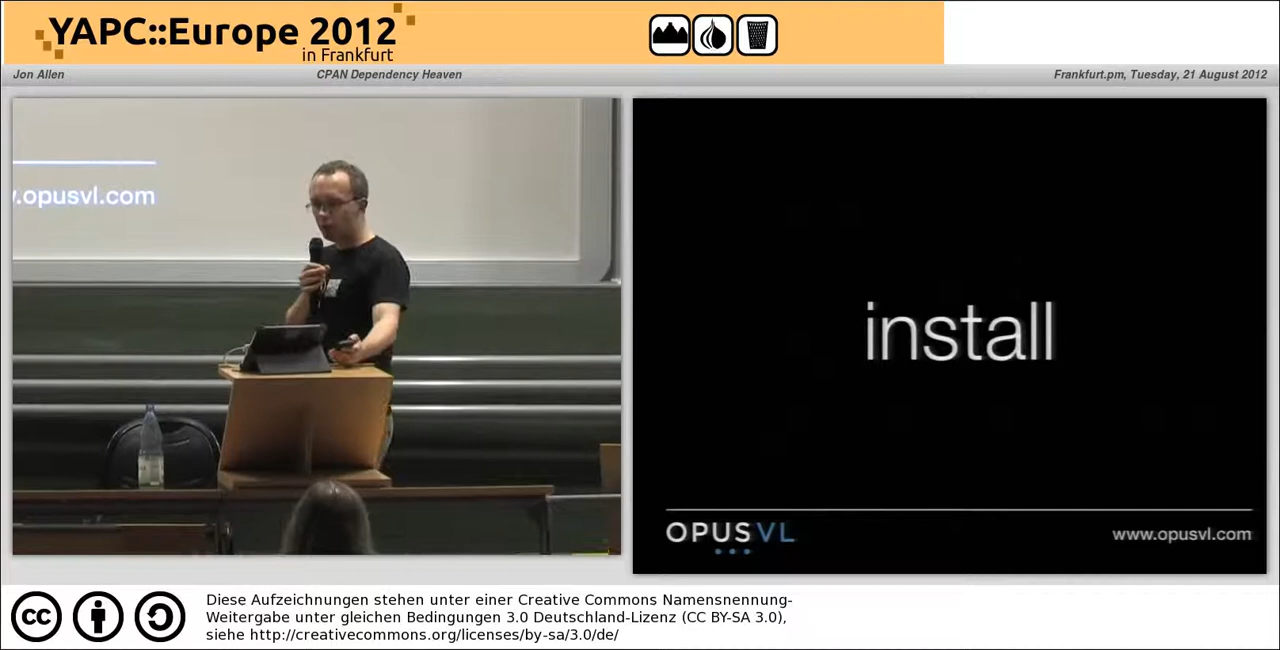 YAPC::Europe 2012
in Frankfurt
Jon Allen
CPAN Dependency Heaven
Frankfurt.pm, Tuesday, 21 August 2012
.opusvl.com
install
OPUSVL
www.opusvl.com
cc
Diese Aufzeichnungen stehen unter einer Creative Commons Namensnennung-
Weitergabe unter gleichen Bedingungen 3.0 Deutschland-Lizenz (CC BY-SA 3.0),
siehe http://creativecommons.org/licenses/by-sa/3.0/de/